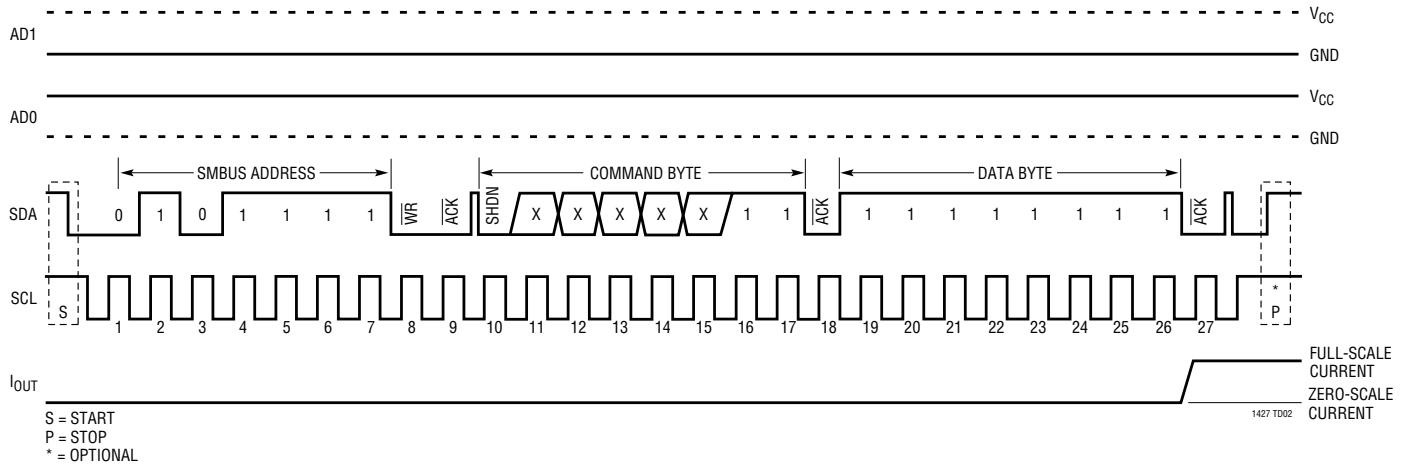 AD1
VCC
GND
AD0
VCC
GND
SMBUS ADDRESS
COMMAND BYTE
DATA BYTE
SDA
0 1 0 1 1 1 1 WR ACK SHDN X X X X X 1 1 ACK 1 1 1 1 1 1 1 1 ACK
SCL
S
* P
1 2 3 4 5 6 7 8 9 10 11 12 13 14 15 16 17 18 19 20 21 22 23 24 25 26 27
IOUT
FULL-SCALE
CURRENT
ZERO-SCALE
CURRENT
1427 TD02
S = START
P = STOP
* = OPTIONAL